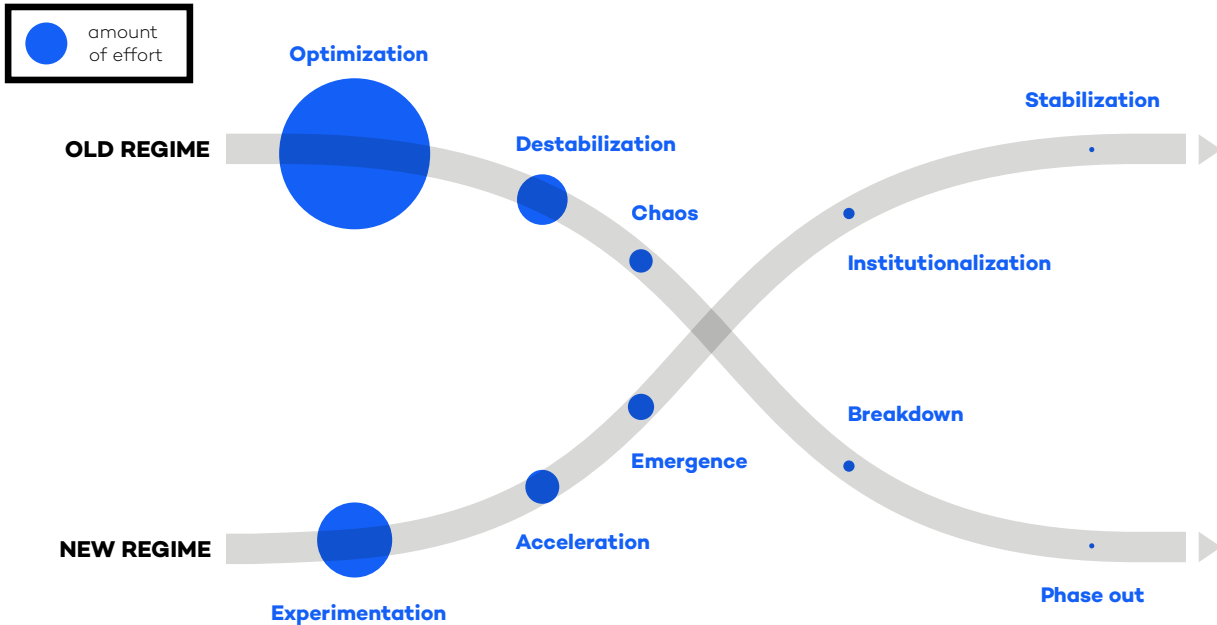 amount
of effort
Optimization
Stabilization
OLD REGIME
Destabilization
Chaos
Institutionalization
Breakdown
Emergence
Acceleration
NEW REGIME
Phase out
Experimentation